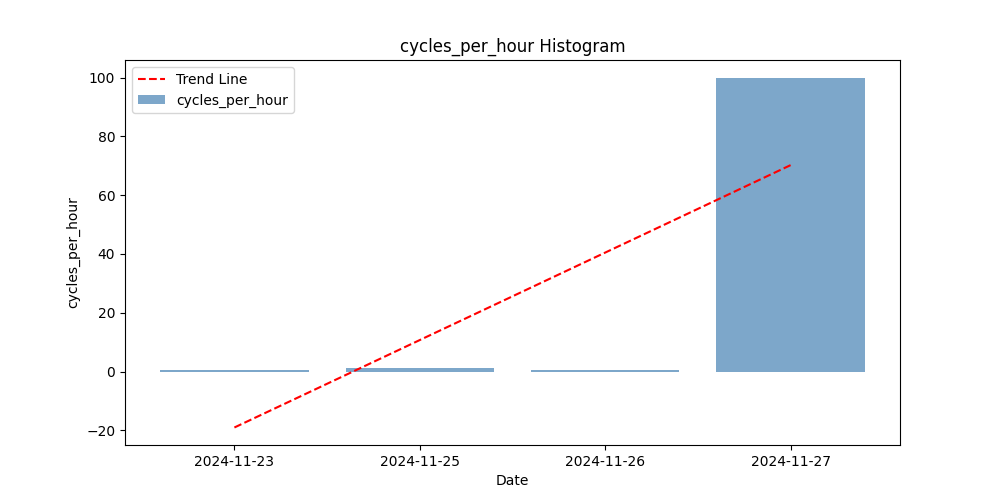 cycles_per_hour Histogram
Trend Line
cycles_per_hour
cycles_per_hour
100
80
60
40
20
0
−20
2024-11-23
2024-11-25
2024-11-26
2024-11-27
Date